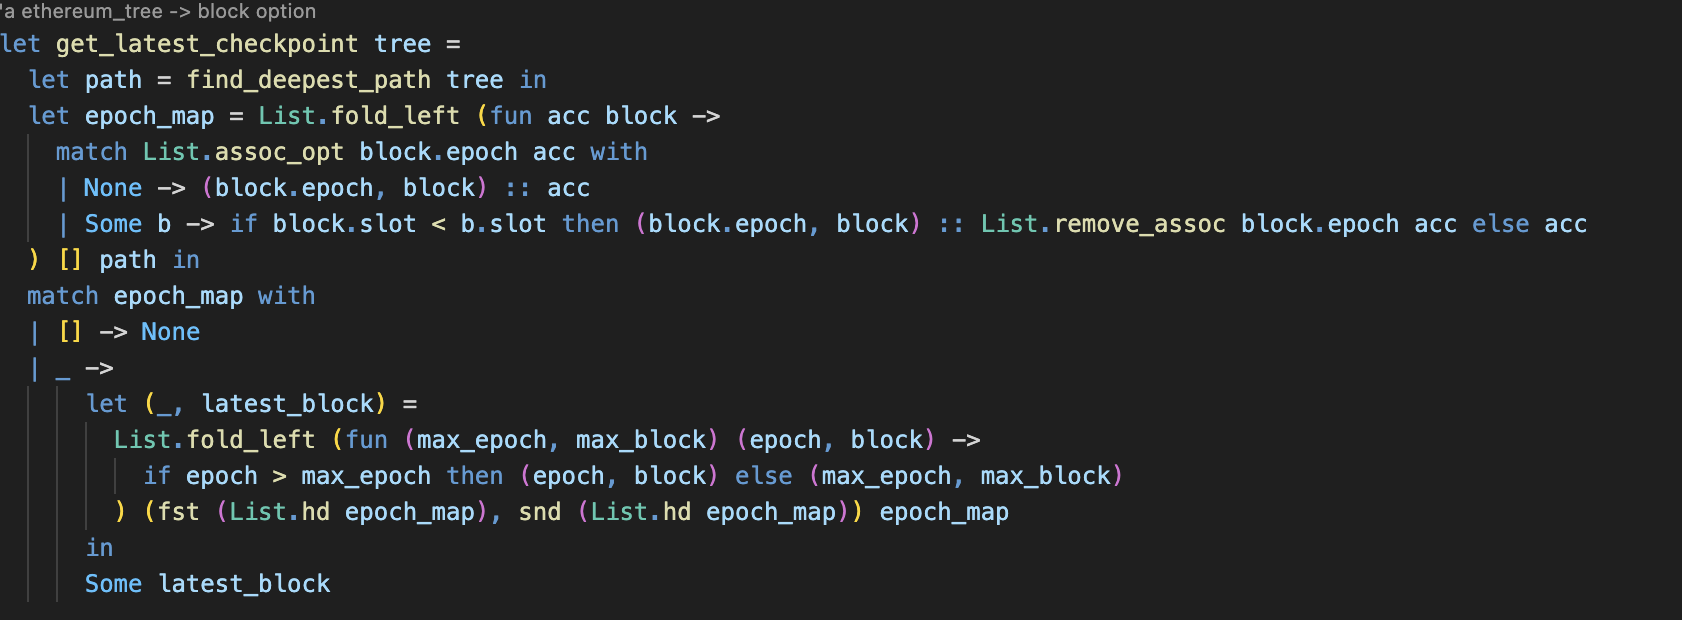 'a ethereum_tree -> block option
let get_latest_checkpoint tree =
  let path = find_deepest_path tree in
  let epoch_map = List.fold_left (fun acc block ->
    match List.assoc_opt block.epoch acc with
    | None -> (block.epoch, block) :: acc
    | Some b -> if block.slot < b.slot then (block.epoch, block) :: List.remove_assoc block.epoch acc else acc
  ) [] path in
  match epoch_map with
  | [] -> None
  | _ ->
      let (_, latest_block) =
        List.fold_left (fun (max_epoch, max_block) (epoch, block) ->
          if epoch > max_epoch then (epoch, block) else (max_epoch, max_block)
        ) (fst (List.hd epoch_map), snd (List.hd epoch_map)) epoch_map
      in
      Some latest_block